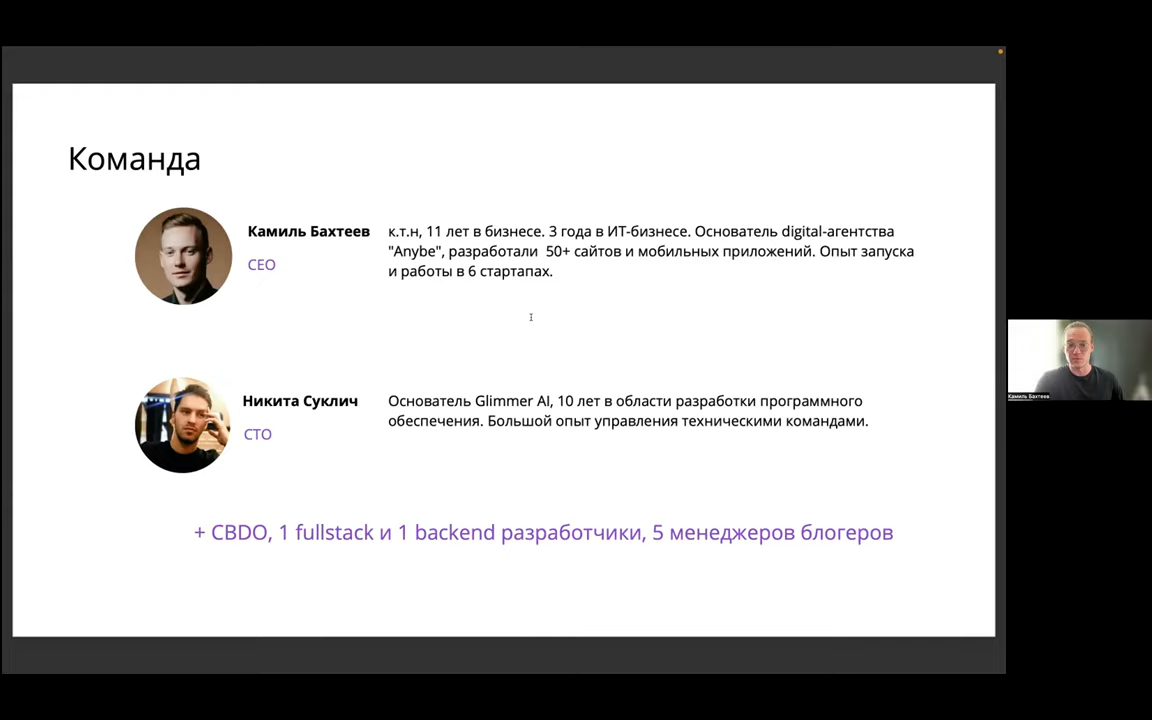 Команда
Камиль Бахтеев
CEO
к.т.н, 11 лет в бизнесе. 3 года в ИТ-бизнесе. Основатель digital-агентства
"Anybe", разработали 50+ сайтов и мобильных приложений. Опыт запуска
и работы в 6 стартапах.
Никита Суклич
CTO
Основатель Glimmer AI, 10 лет в области разработки программного
обеспечения. Большой опыт управления техническими командами.
+ CBDO, 1 fullstack и 1 backend разработчики, 5 менеджеров блогеров
Камиль Бахтеев